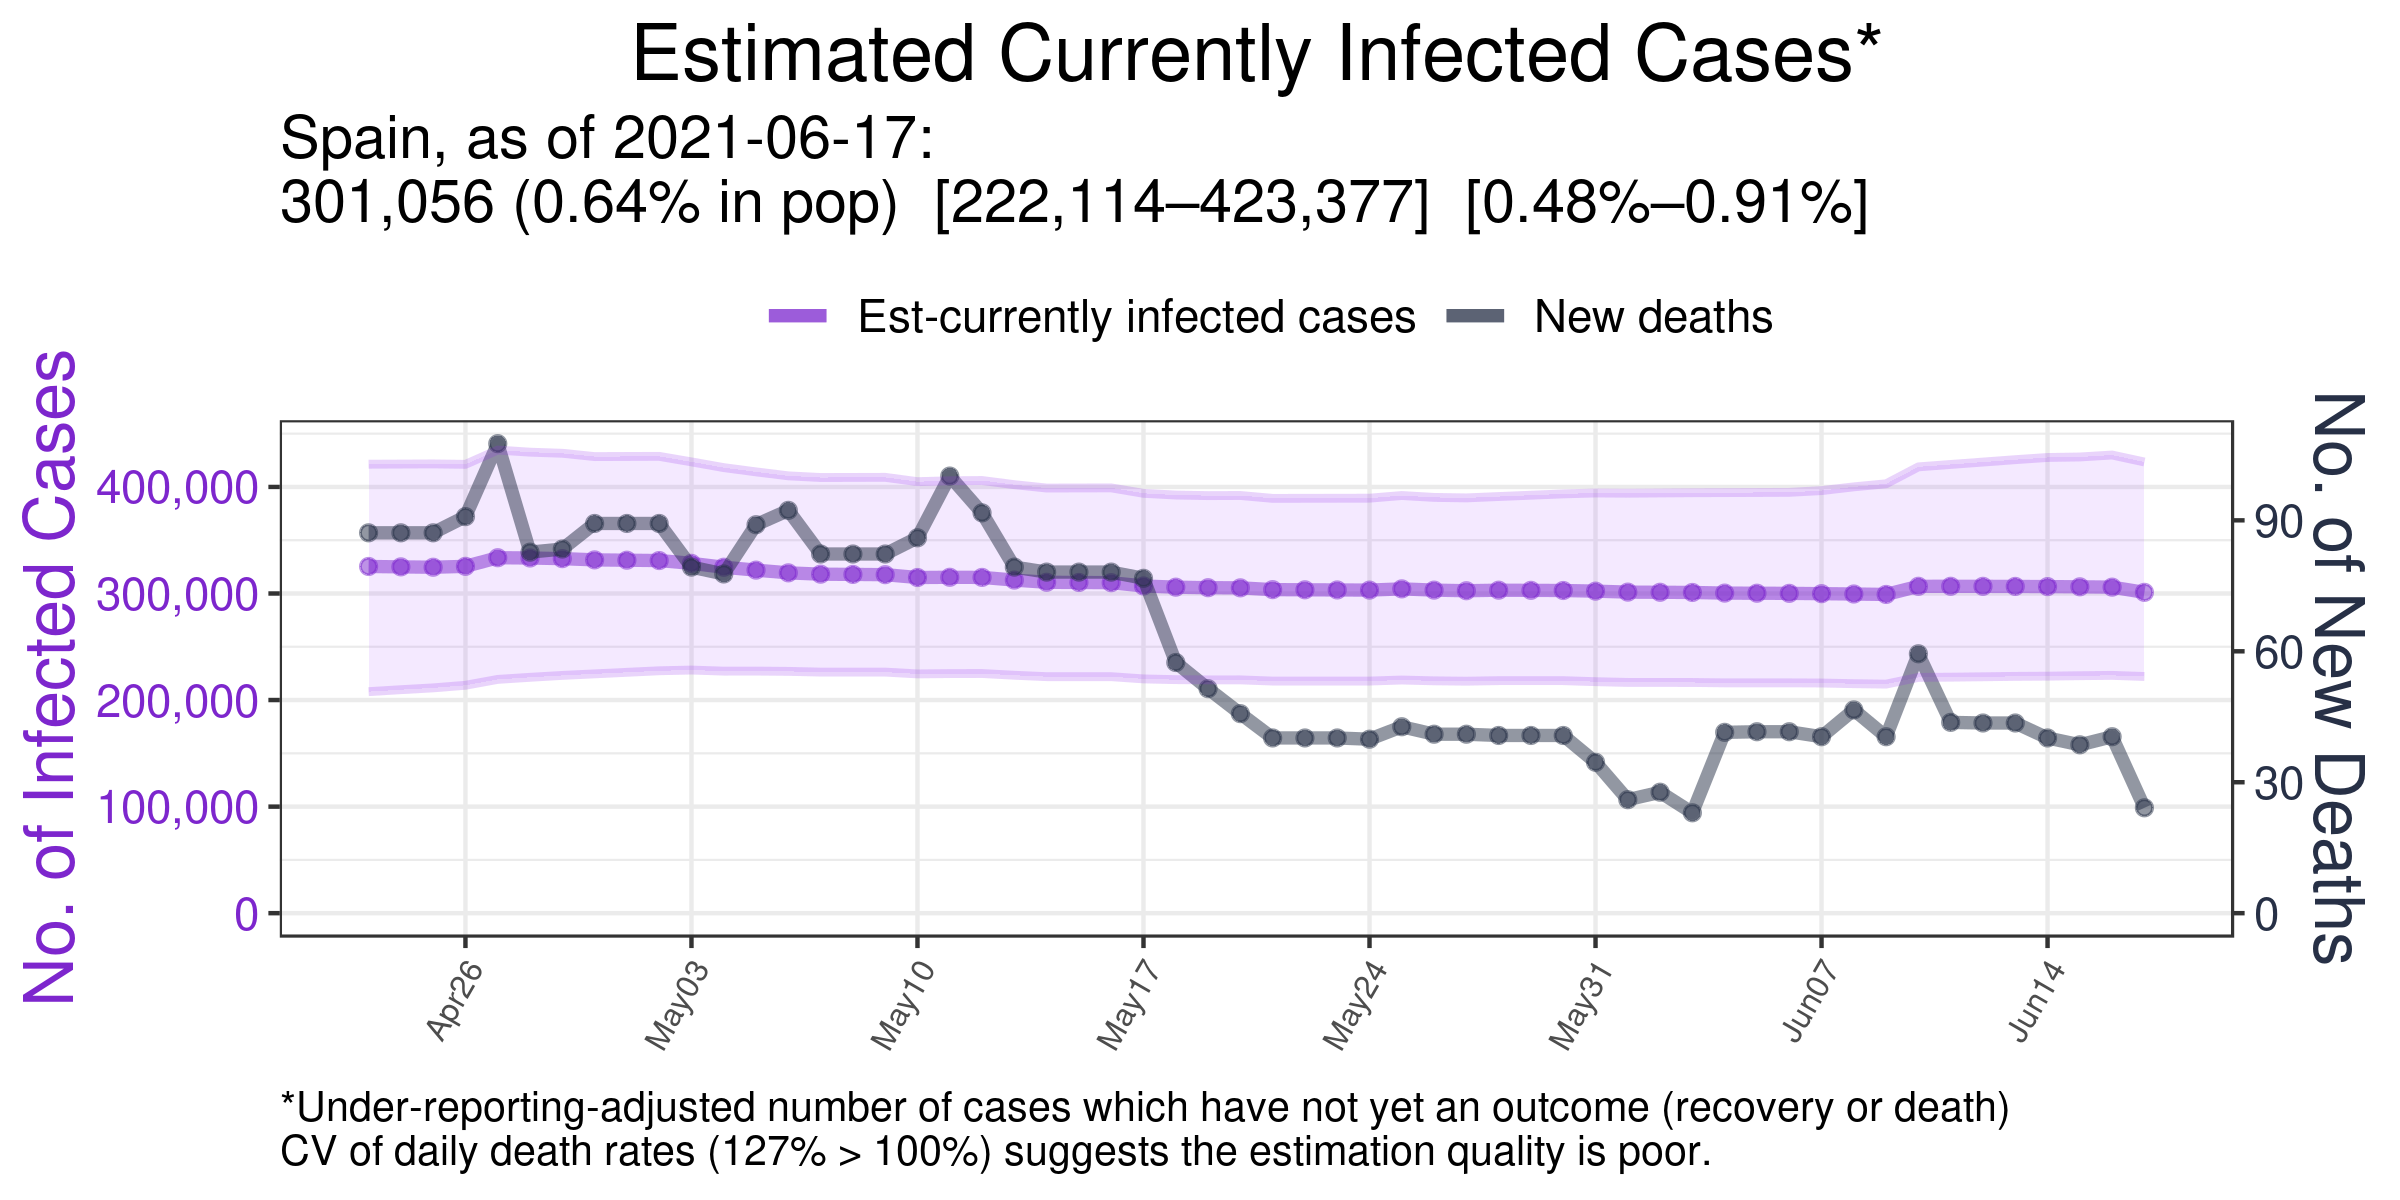 Estimated Currently Infected Cases*
Spain, as of 2021-06-17:
301,056 (0.64% in pop)  [222,114–423,377]  [0.48%–0.91%]
Est-currently infected cases
New deaths
No. of Infected Cases
400,000
300,000
200,000
100,000
0
90
60
30
0
No. of New Deaths
Apr26
May03
May10
May17
May24
May31
Jun07
Jun14
*Under-reporting-adjusted number of cases which have not yet an outcome (recovery or death)
CV of daily death rates (127% > 100%) suggests the estimation quality is poor.